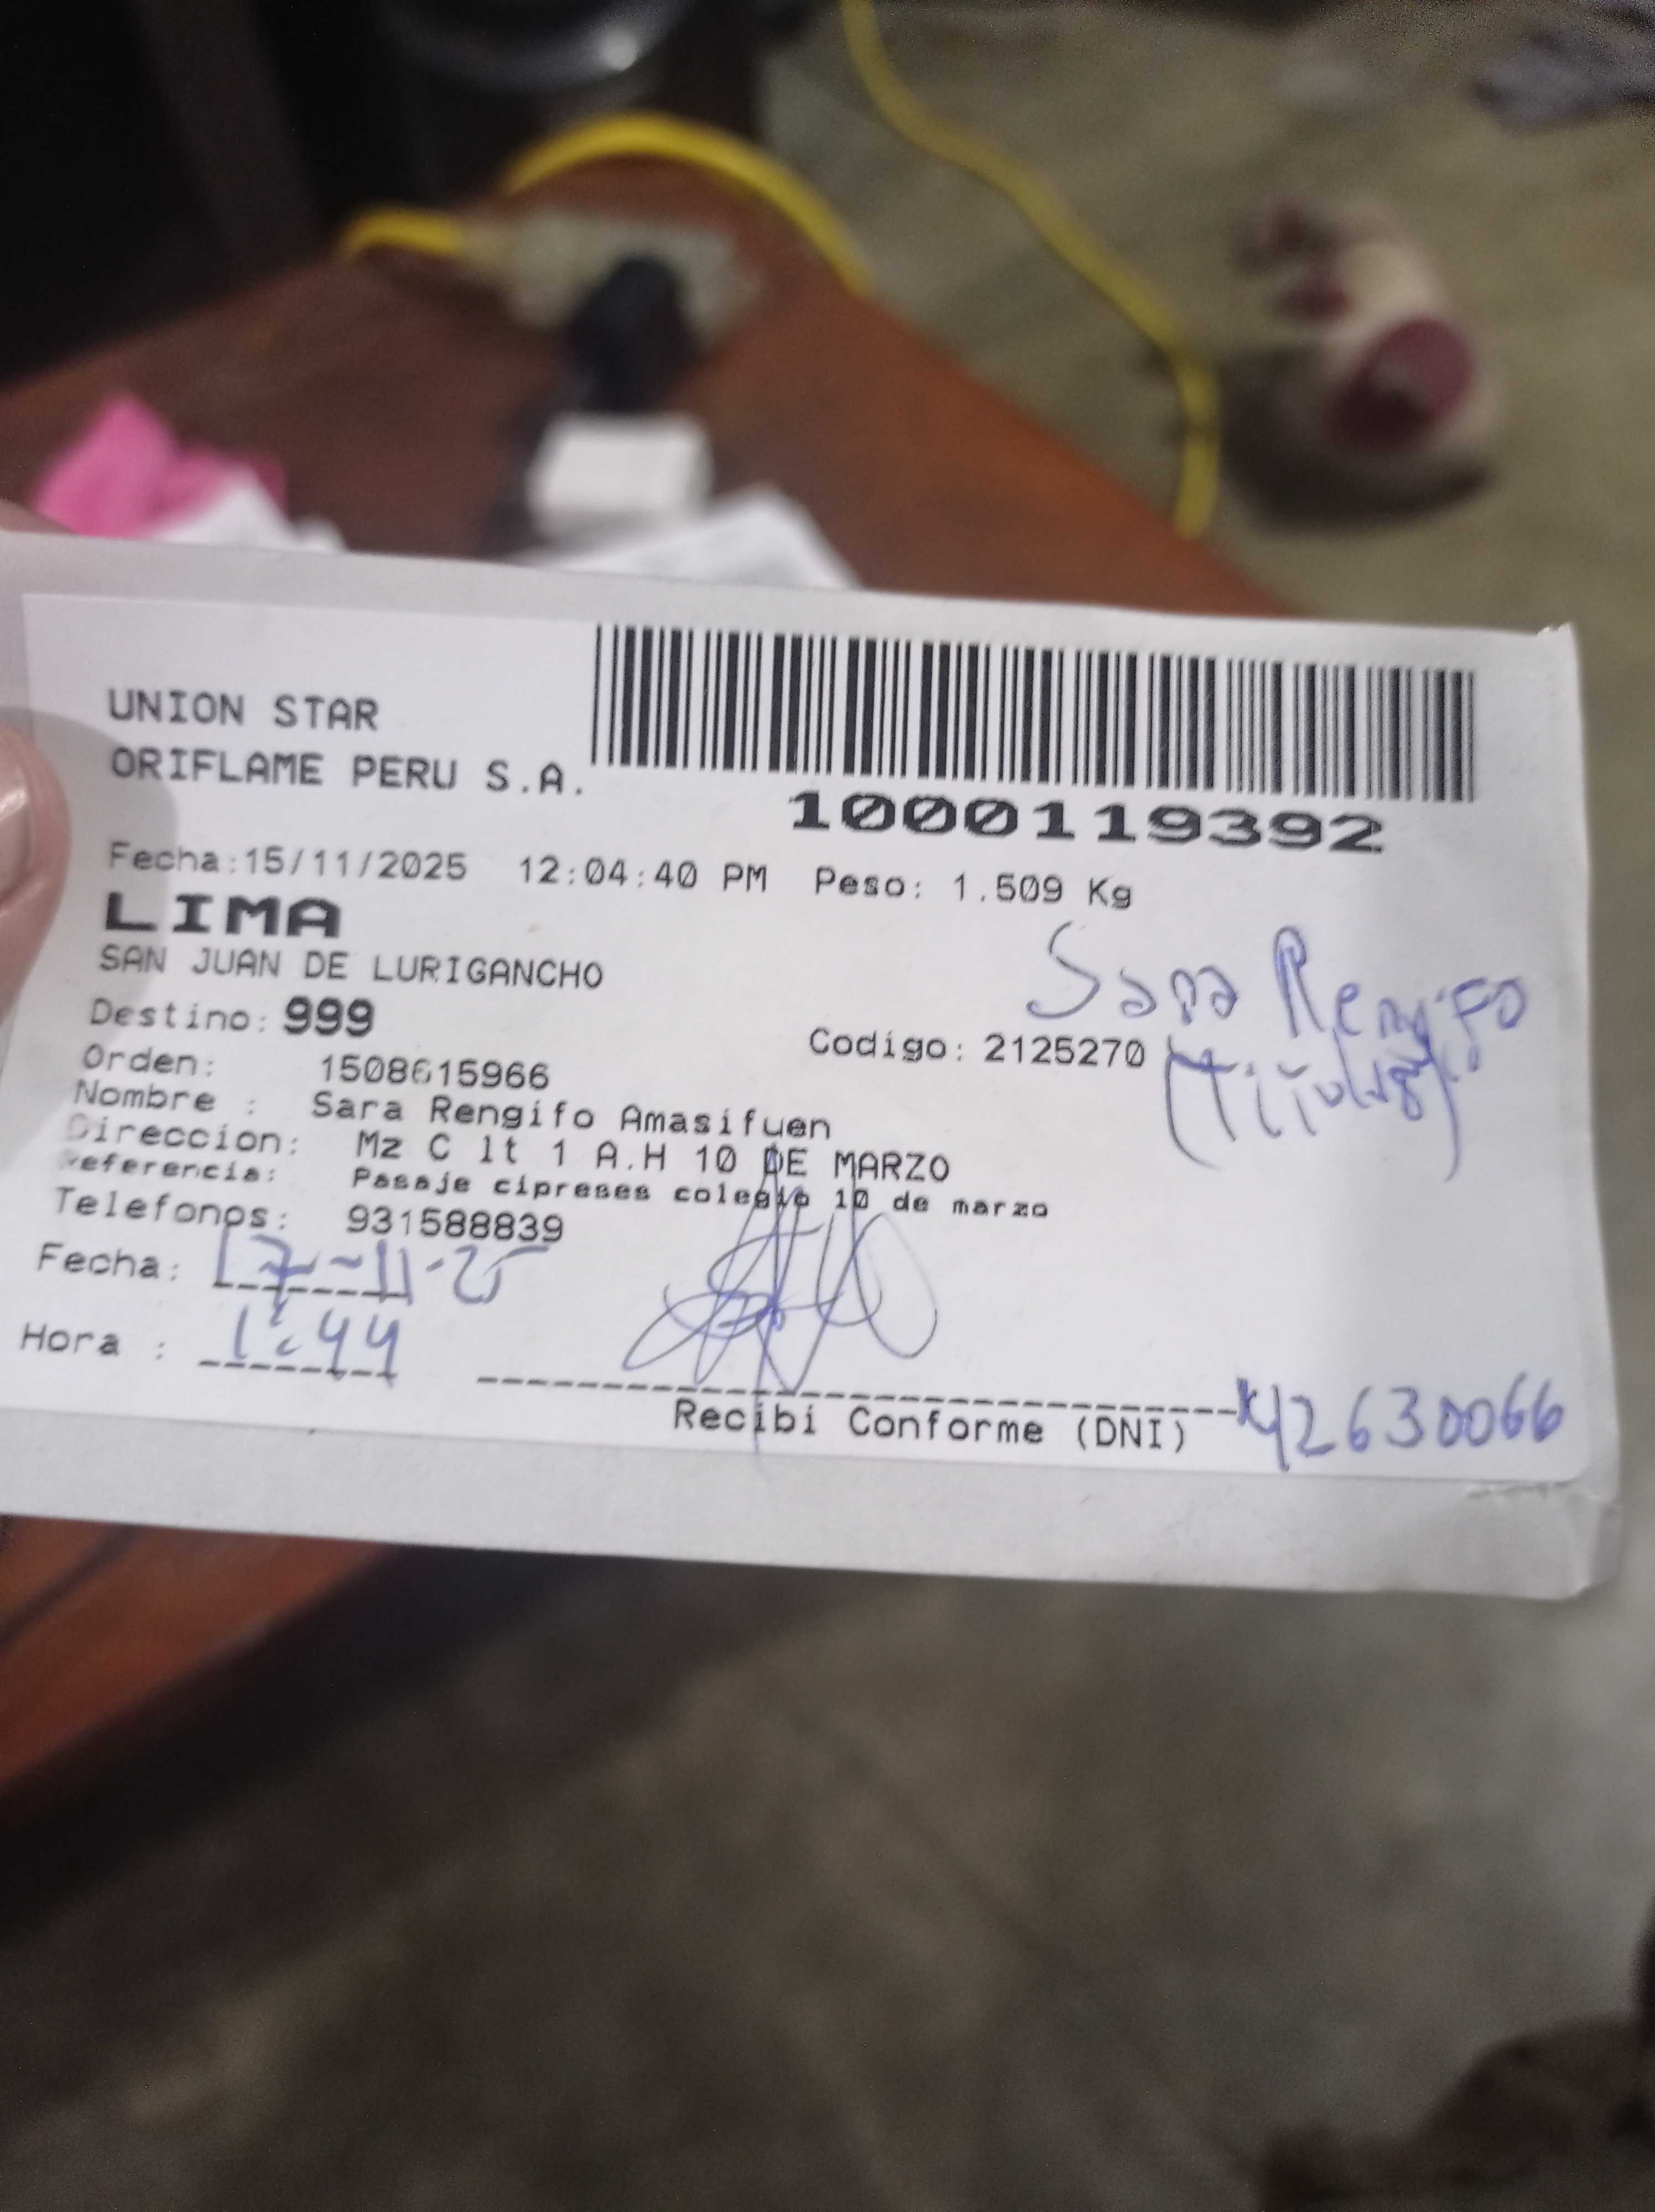 UNION STAR
ORIFLAME PERU S.A.
1000119392
Fecha:15/11/2025 12:04:40 PM Peso: 1.509 Kg
LIMA
SAN JUAN DE LURIGANCHO
Sara Rengifo
(Titular)
Destino: 999
Codigo: 2125270
Orden: 1508615966
Nombre : Sara Rengifo Amasifuen
Direccion: Mz C lt 1 A.H 10 DE MARZO
Referencia: Pasaje cipreses colegio 10 de marzo
Telefonos: 931588839
Fecha: 17-11-25
Hora : 1:44
Recibi Conforme (DNI) 42630066